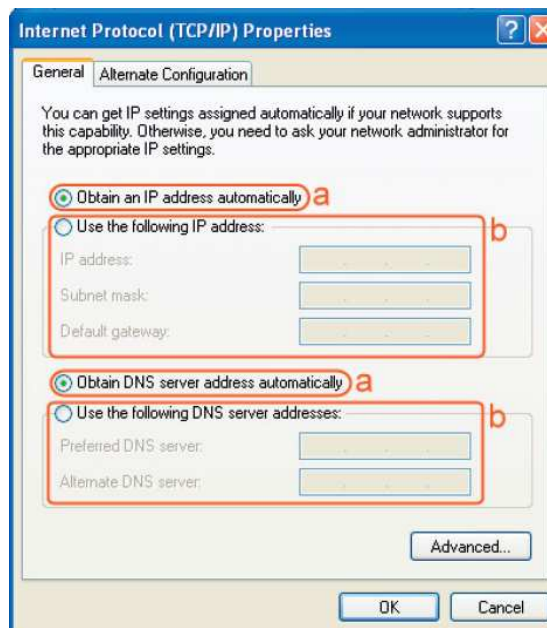 Internet Protocol (TCP/IP) Properties
General Alternate Configuration
You can get IP settings assigned automatically if your network supports
this capability. Otherwise, you need to ask your network administrator for
the appropriate IP settings.
Obtain an IP address automatically a
Use the following IP address: b
IP address:
Subnet mask:
Default gateway:
Obtain DNS server address automatically a
Use the following DNS server addresses: b
Preferred DNS server:
Alternate DNS server:
Advanced...
OK Cancel